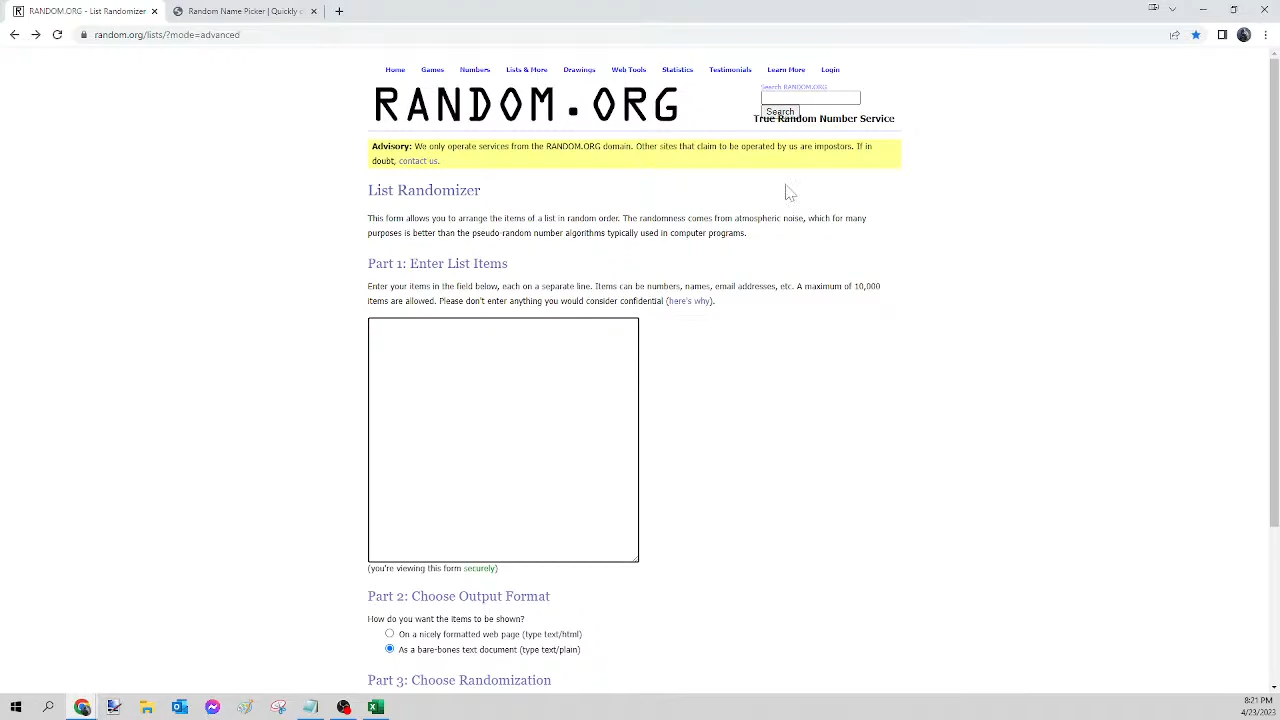 RANDOM.ORG - List Randomizer
Random Name Picker | Quickly c
random.org/lists/?mode=advanced
Home Games Numbers Lists & More Drawings Web Tools Statistics Testimonials Learn More Login
RANDOM.ORG
Search RANDOM.ORG
Search
True Random Number Service
Advisory: We only operate services from the RANDOM.ORG domain. Other sites that claim to be operated by us are impostors. If in
doubt, contact us.
List Randomizer
This form allows you to arrange the items of a list in random order. The randomness comes from atmospheric noise, which for many
purposes is better than the pseudo-random number algorithms typically used in computer programs.
Part 1: Enter List Items
Enter your items in the field below, each on a separate line. Items can be numbers, names, email addresses, etc. A maximum of 10,000
items are allowed. Please don't enter anything you would consider confidential (here's why).
(you're viewing this form securely)
Part 2: Choose Output Format
How do you want the items to be shown?
On a nicely formatted web page (type text/html)
As a bare-bones text document (type text/plain)
Part 3: Choose Randomization
8:21 PM
4/23/2023